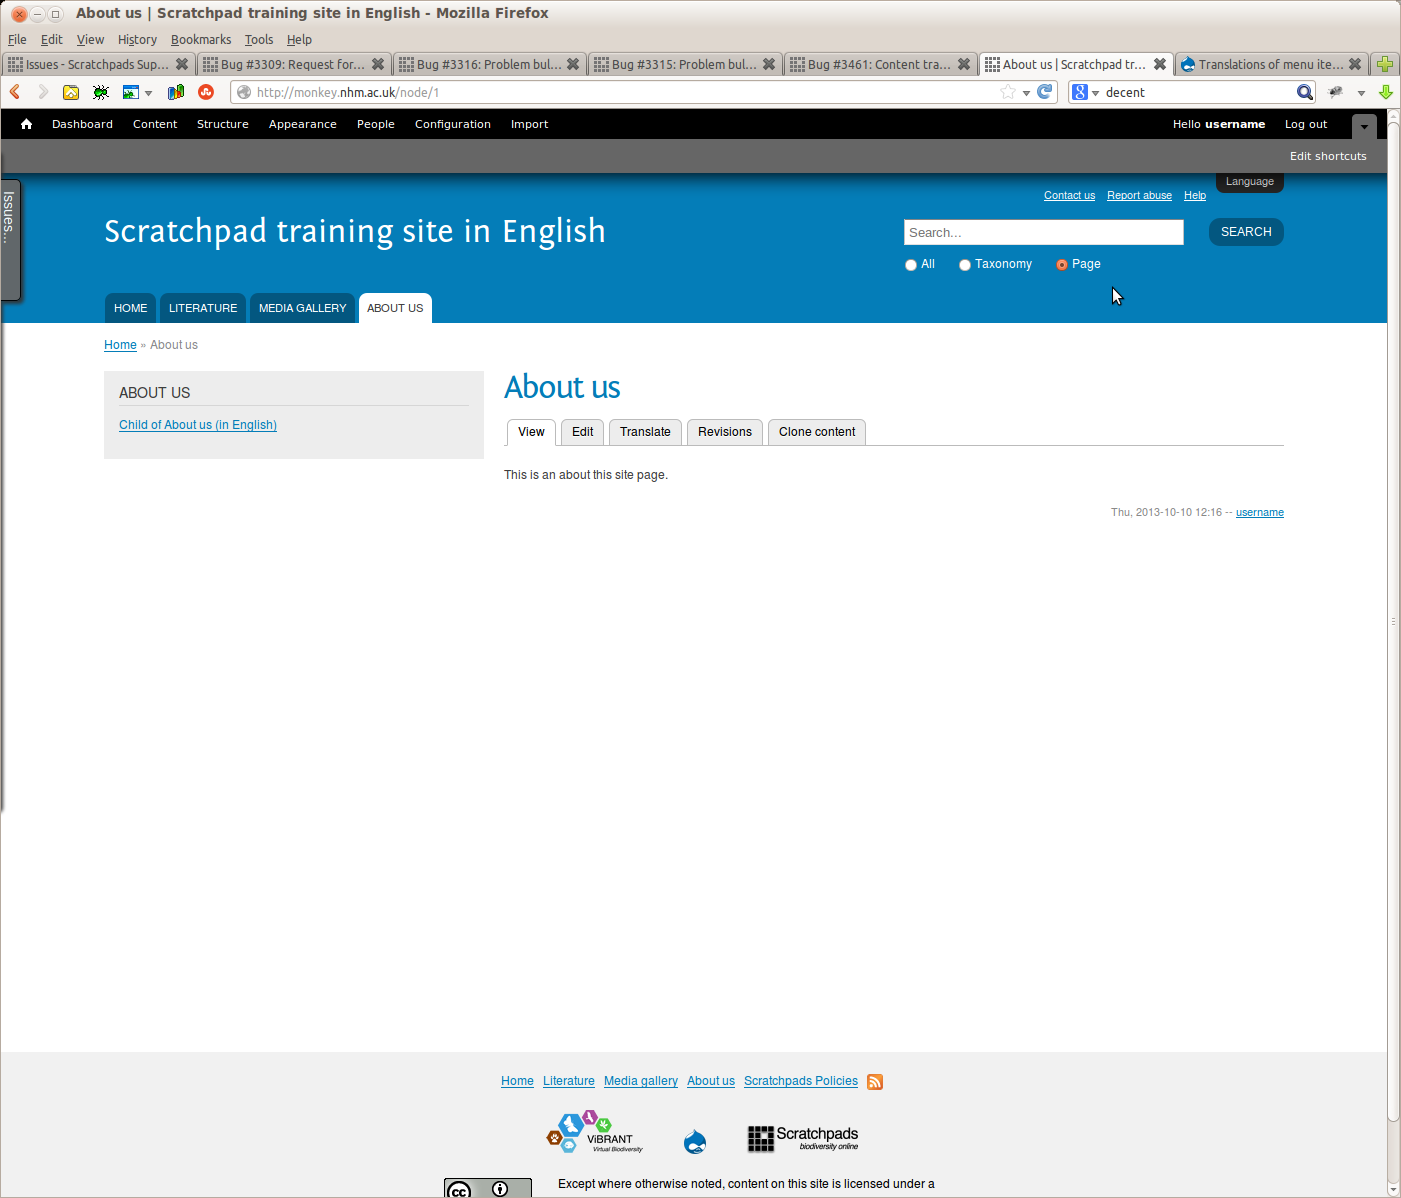 About us | Scratchpad training site in English - Mozilla Firefox
File Edit View History Bookmarks Tools Help
Issues - Scratchpads Sup... Bug #3309: Request for... Bug #3316: Problem bul... Bug #3315: Problem bul... Bug #3461: Content tra... About us | Scratchpad tr... Translations of menu ite...
http://monkey.nhm.ac.uk/node/1 decent
Dashboard Content Structure Appearance People Configuration Import Hello username Log out
Edit shortcuts
Issues...
Language
Contact us Report abuse Help
Scratchpad training site in English
Search... SEARCH
All Taxonomy Page
HOME LITERATURE MEDIA GALLERY ABOUT US
Home » About us
ABOUT US
Child of About us (in English)
About us
View Edit Translate Revisions Clone content
This is an about this site page.
Thu, 2013-10-10 12:16 -- username
Home Literature Media gallery About us Scratchpads Policies
ViBRANT
Virtual Biodiversity
Scratchpads
biodiversity online
cc
Except where otherwise noted, content on this site is licensed under a